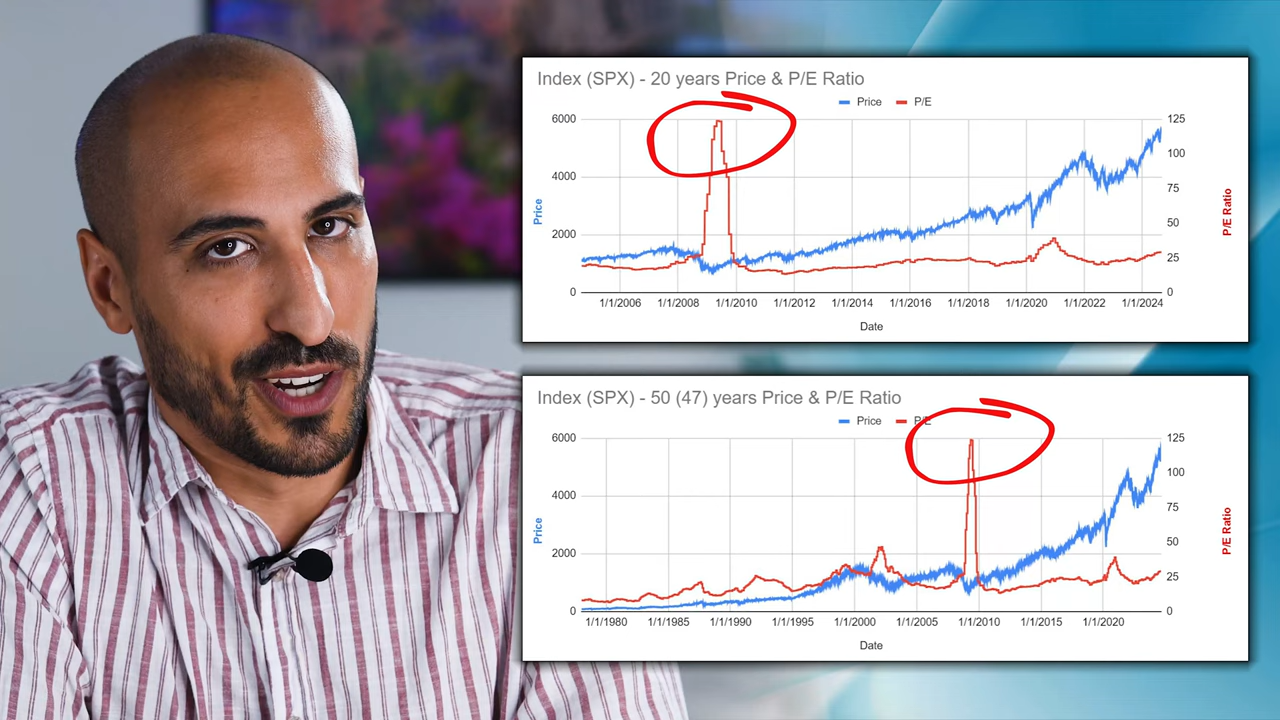 Index (SPX) - 20 years Price & P/E Ratio
Price P/E
6000 125
100
4000 75
50
2000 25
0 0
Price
P/E Ratio
1/1/2006 1/1/2008 1/1/2010 1/1/2012 1/1/2014 1/1/2016 1/1/2018 1/1/2020 1/1/2022 1/1/2024
Date
Index (SPX) - 50 (47) years Price & P/E Ratio
Price P/E
6000 125
100
4000 75
50
2000 25
0 0
Price
P/E Ratio
1/1/1980 1/1/1985 1/1/1990 1/1/1995 1/1/2000 1/1/2005 1/1/2010 1/1/2015 1/1/2020
Date